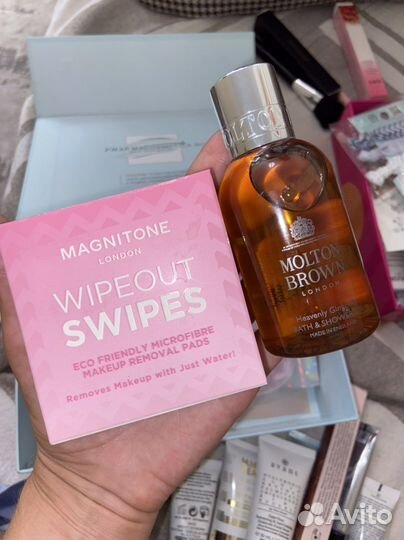 MAGNITONE
LONDON
WIPEOUT
SWIPES
ECO FRIENDLY MICROFIBRE
MAKEUP REMOVAL PADS
Removes Makeup with Just Water!
MOLTON
MOLTON
BROWN
LONDON
Heavenly
BATH & SHOWER
MADE IN ENGLAND
Avito